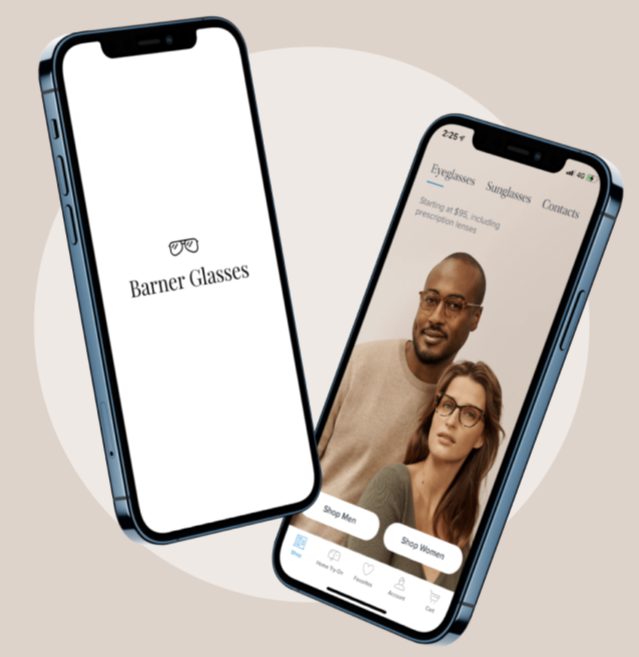 Barner Glasses
2:25
4G
Eyeglasses Sunglasses Contacts
Starting at $95, including
prescription lenses
Shop Men
Shop Women
Shop
Home Try-On
Favorites
Account
Cart